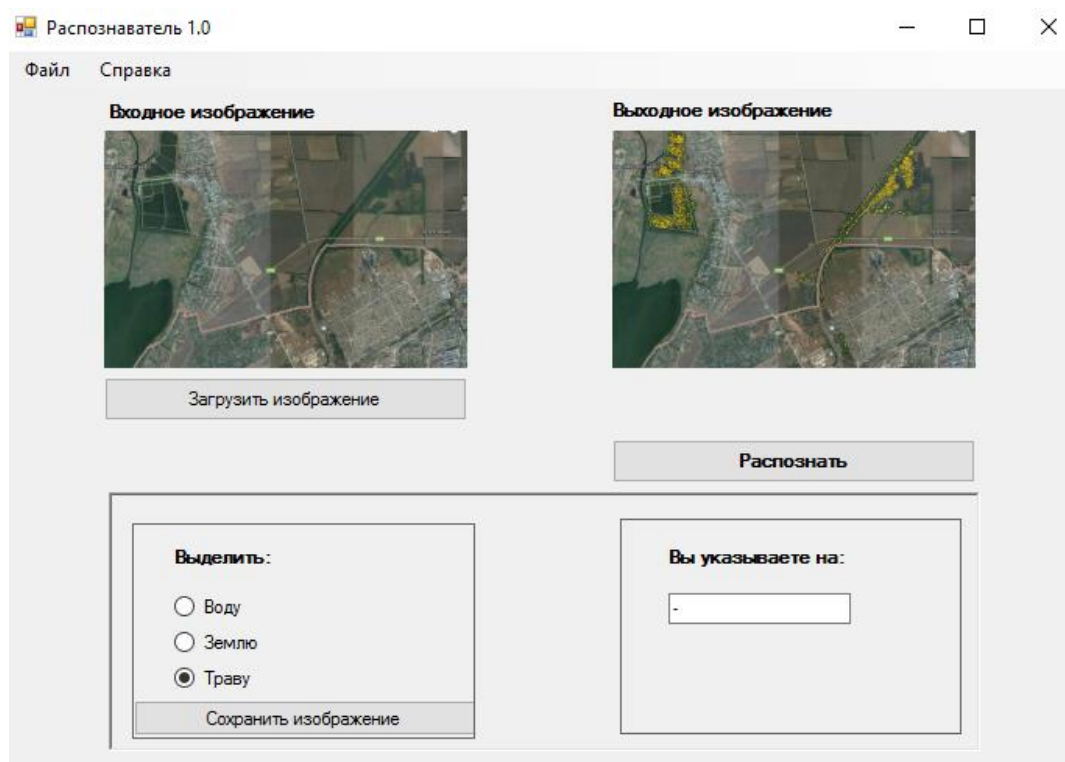 Распознаватель 1.0
Файл Справка
Входное изображение
Выходное изображение
Загрузить изображение
Распознать
Выделить:
Воду
Землю
Траву
Сохранить изображение
Вы указываете на:
-